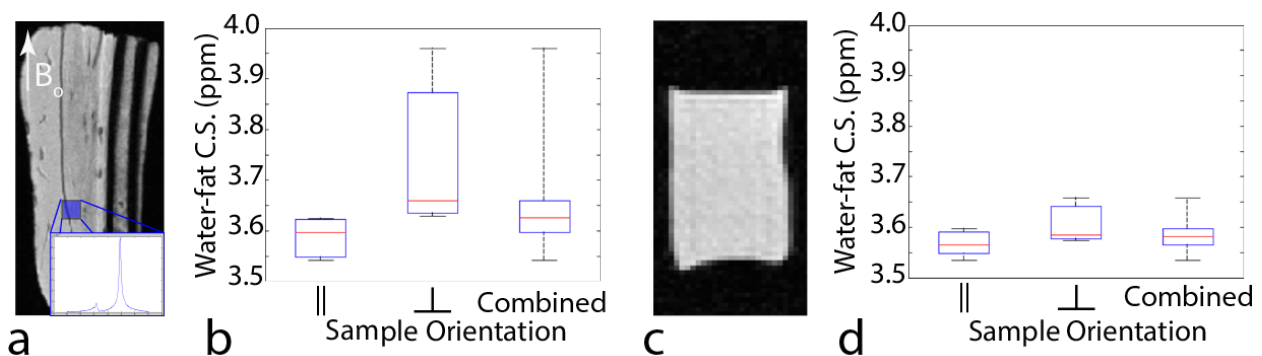 B₀
a
Water-fat C.S. (ppm)
4.0
3.9
3.8
3.7
3.6
3.5
||
⊥
Combined
Sample Orientation
b
c
Water-fat C.S. (ppm)
4.0
3.9
3.8
3.7
3.6
3.5
||
⊥
Combined
Sample Orientation
d